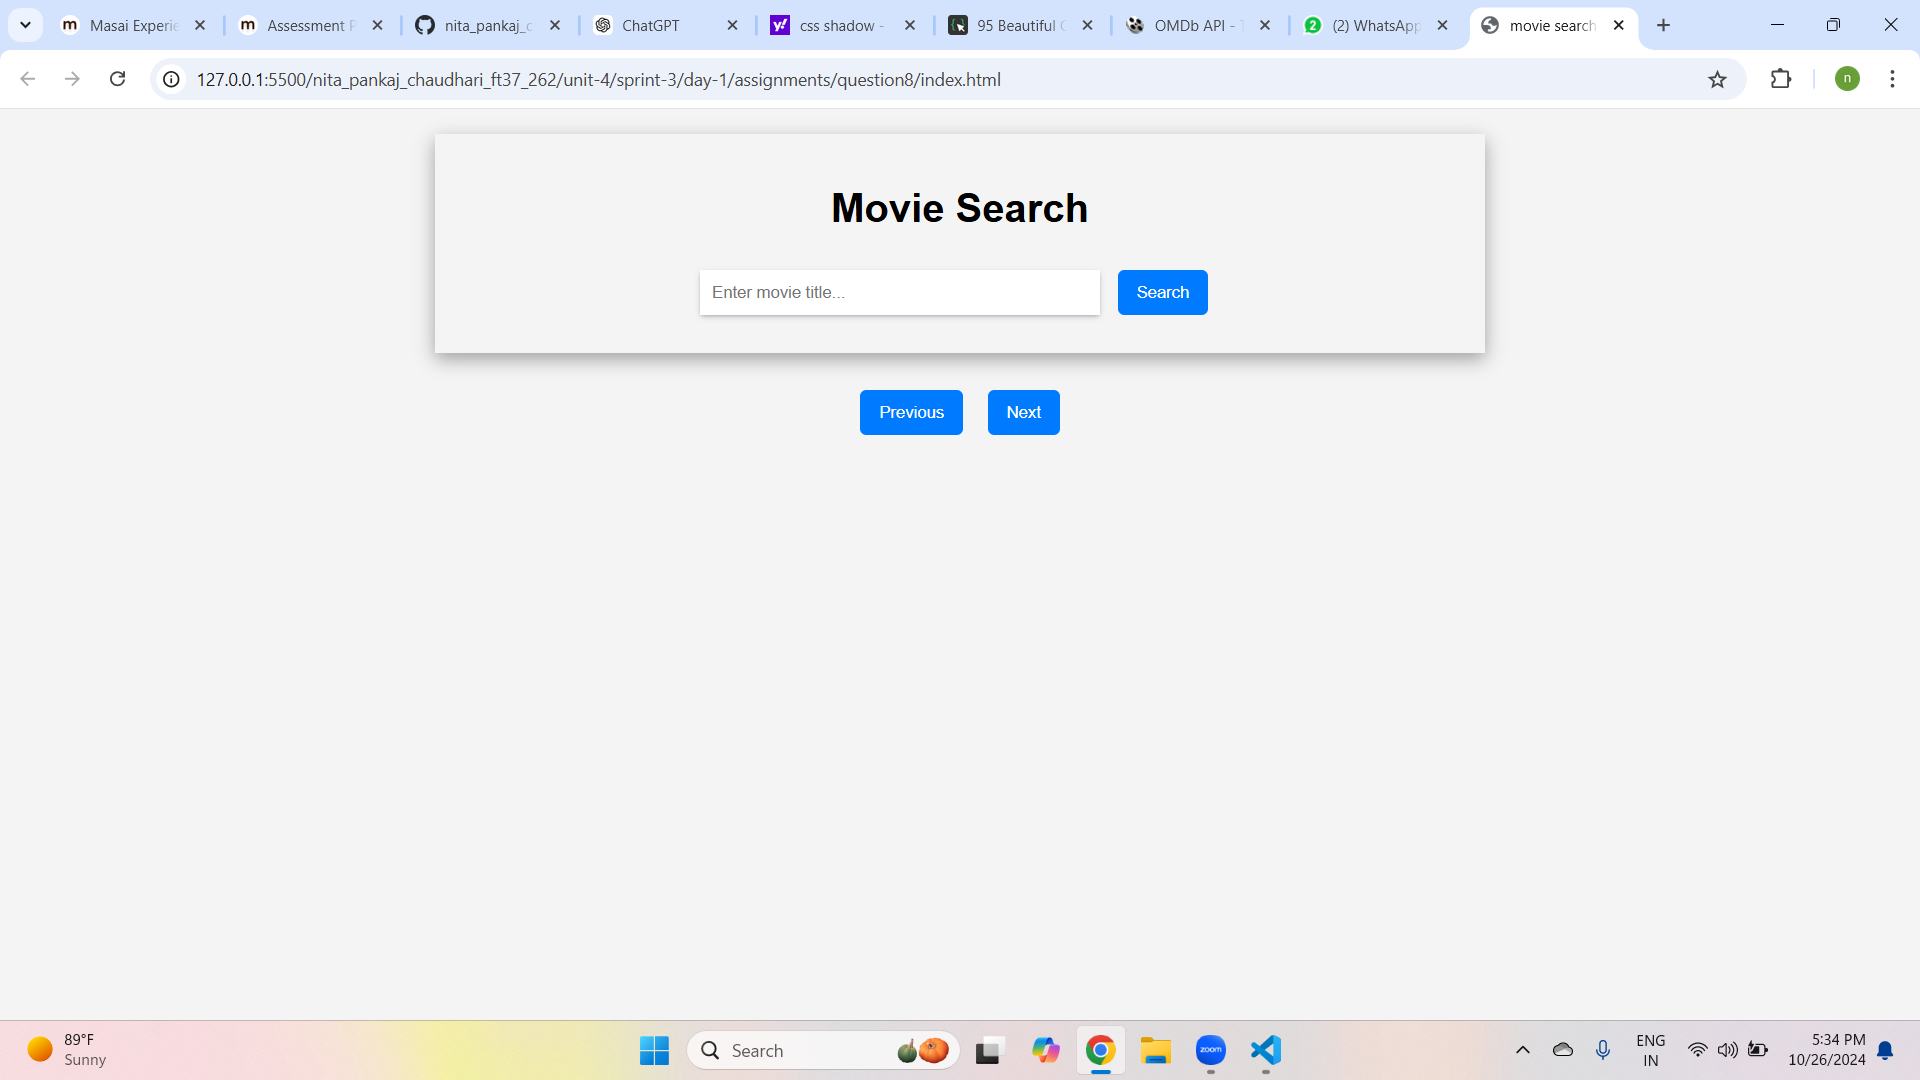 Masai Experie
Assessment P
nita_pankaj_c
ChatGPT
css shadow -
95 Beautiful C
OMDb API - T
2
(2) WhatsApp
movie search
127.0.0.1:5500/nita_pankaj_chaudhari_ft37_262/unit-4/sprint-3/day-1/assignments/question8/index.html
n
Movie Search
Enter movie title...
Search
Previous
Next
89°F
Sunny
Search
zoom
ENG
IN
5:34 PM
10/26/2024